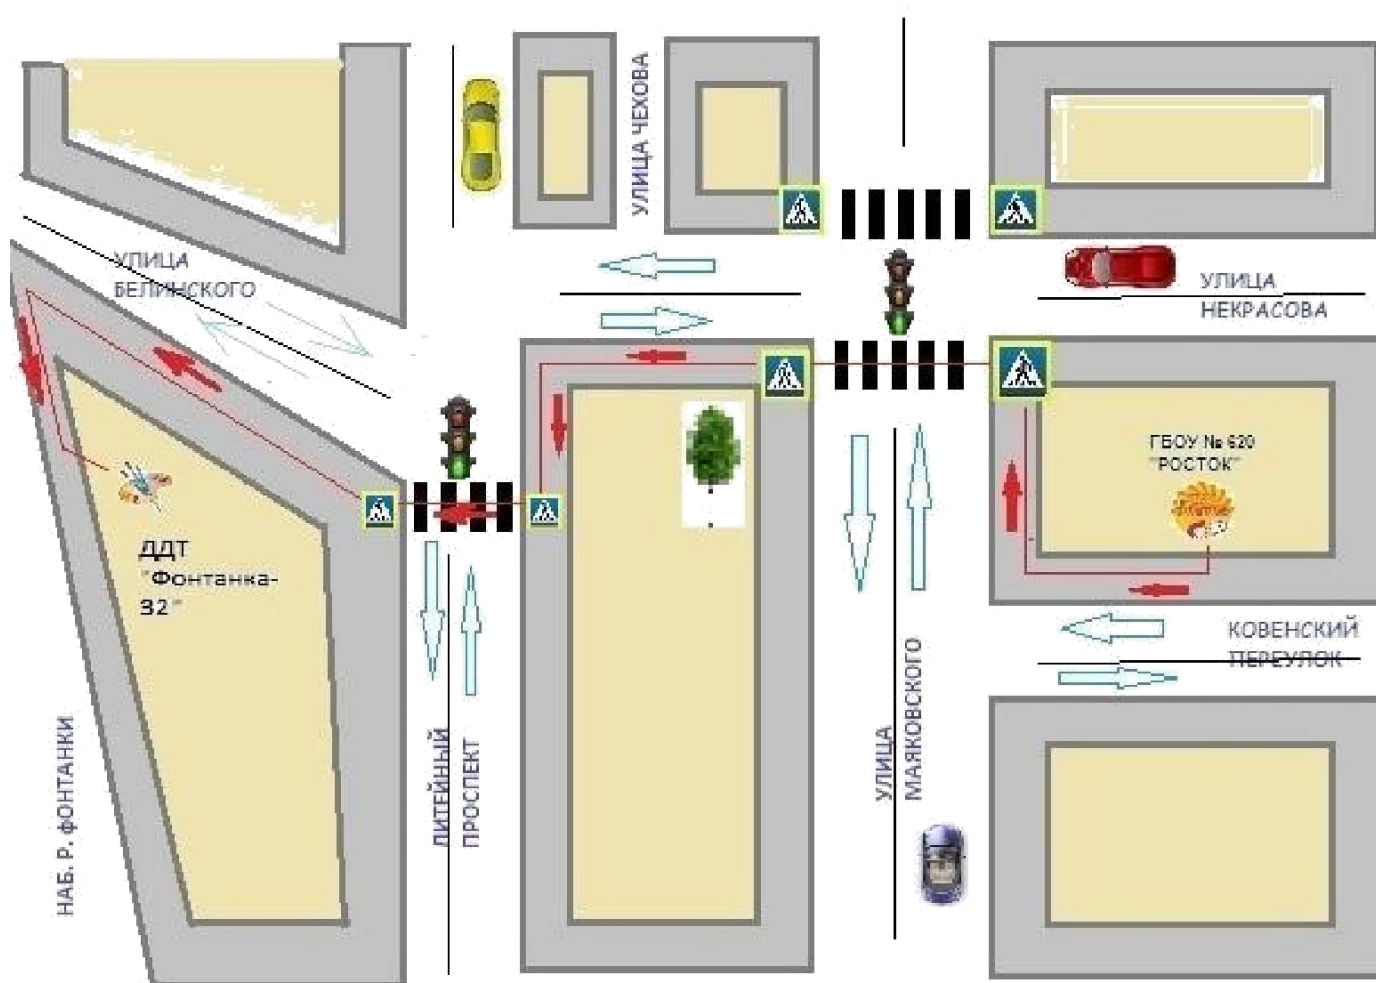 УЛИЦА ЧЕХОВА
УЛИЦА
БЕЛИНСКОГО
УЛИЦА
НЕКРАСОВА
ГБОУ № 620
"РОСТОК"
ДДТ
"Фонтанка-
32"
КОВЕНСКИЙ
ПЕРЕУЛОК
НАБ. Р. ФОНТАНКИ
ЛИТЕЙНЫЙ
ПРОСПЕКТ
УЛИЦА
МАЯКОВСКОГО